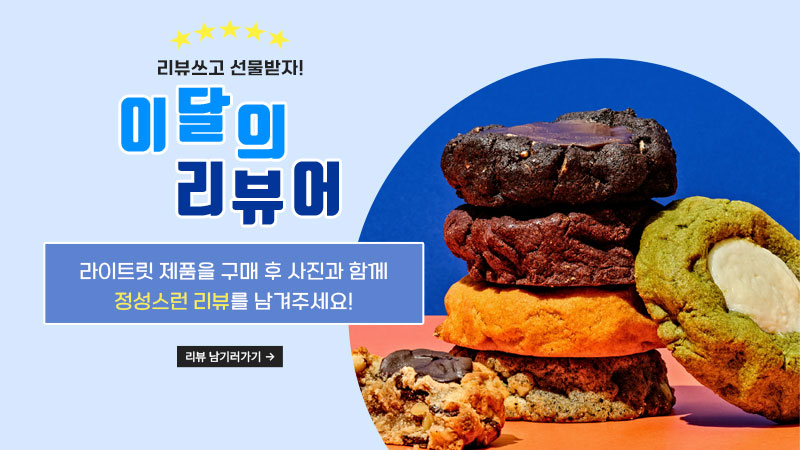 리뷰쓰고 선물받자!
이달의
리뷰어
라이트릿 제품을 구매 후 사진과 함께
정성스런 리뷰를 남겨주세요!
리뷰 남기러가기 →